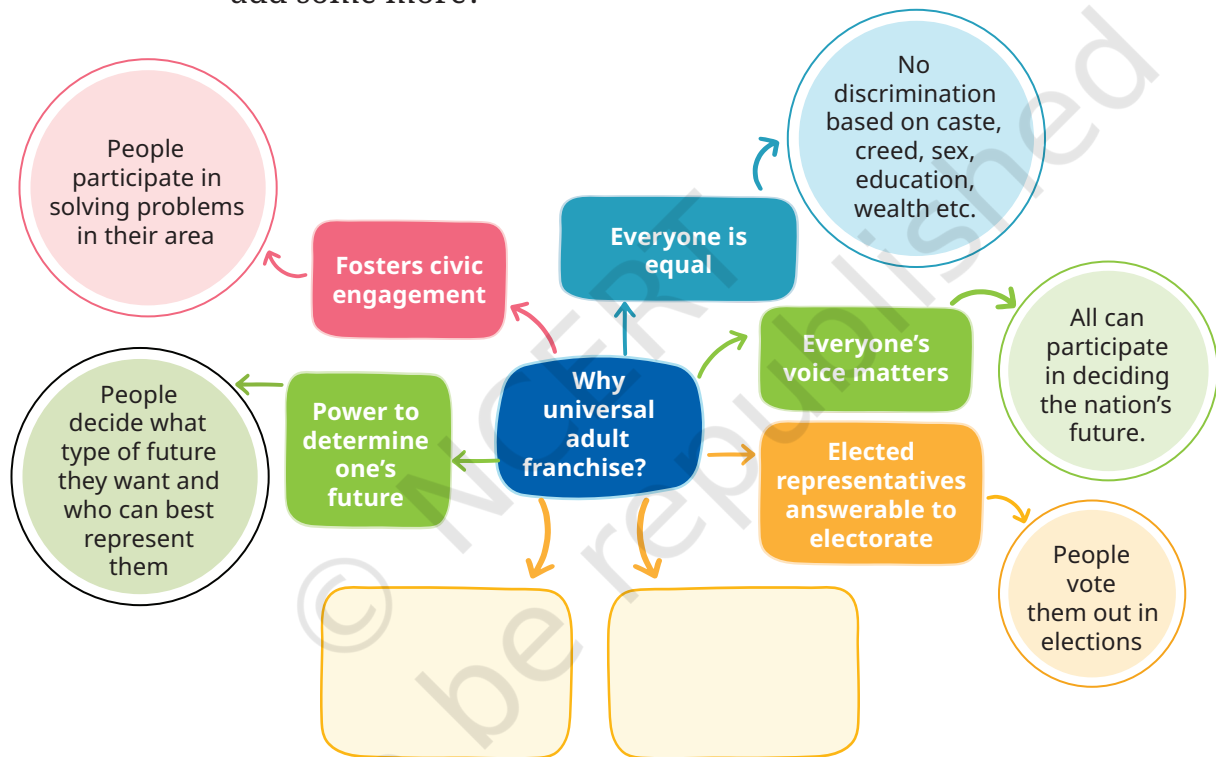 add some more?
No
discrimination
based on caste,
creed, sex,
education,
wealth etc.
People
participate in
solving problems
in their area
Everyone is
equal
Fosters civic
engagement
All can
participate
in deciding
the nation's
future.
Everyone's
voice matters
Why
universal
adult
franchise?
People
decide what
type of future
they want and
who can best
represent
them
Power to
determine
one's
future
Elected
representatives
answerable to
electorate
People
vote
them out in
elections
© NCERT
be republished